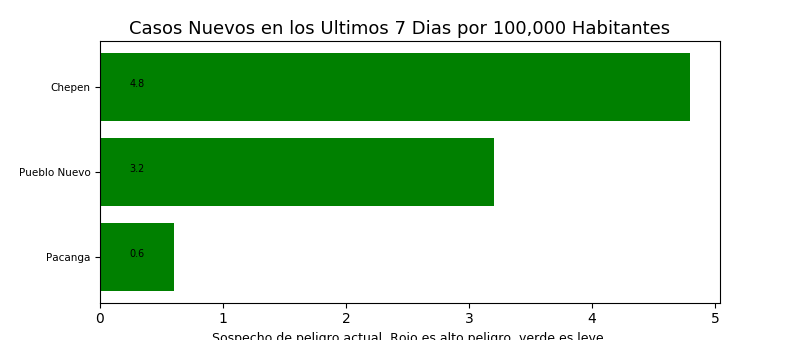 Casos Nuevos en los Ultimos 7 Dias por 100,000 Habitantes
Chepen
4.8
Pueblo Nuevo
3.2
Pacanga
0.6
0 1 2 3 4 5
Sospecho de peligro actual. Rojo es alto peligro, verde es leve